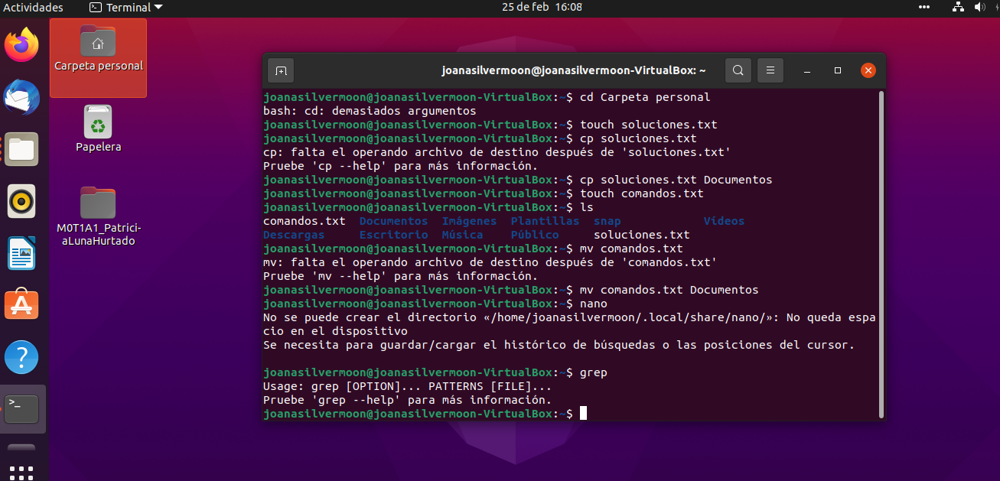 Actividades
Terminal
25 de feb 16:08
Carpeta personal
Papelera
M0T1A1_Patrici-
aLunaHurtado
joanasilvermoon@joanasilvermoon-VirtualBox: ~
joanasilvermoon@joanasilvermoon-VirtualBox:~$ cd Carpeta personal
bash: cd: demasiados argumentos
joanasilvermoon@joanasilvermoon-VirtualBox:~$ touch soluciones.txt
joanasilvermoon@joanasilvermoon-VirtualBox:~$ cp soluciones.txt
cp: falta el operando archivo de destino después de 'soluciones.txt'
Pruebe 'cp --help' para más información.
joanasilvermoon@joanasilvermoon-VirtualBox:~$ cp soluciones.txt Documentos
joanasilvermoon@joanasilvermoon-VirtualBox:~$ touch comandos.txt
joanasilvermoon@joanasilvermoon-VirtualBox:~$ ls
comandos.txt Documentos Imágenes Plantillas snap Vídeos
Descargas Escritorio Música Público soluciones.txt
joanasilvermoon@joanasilvermoon-VirtualBox:~$ mv comandos.txt
mv: falta el operando archivo de destino después de 'comandos.txt'
Pruebe 'mv --help' para más información.
joanasilvermoon@joanasilvermoon-VirtualBox:~$ mv comandos.txt Documentos
joanasilvermoon@joanasilvermoon-VirtualBox:~$ nano
No se puede crear el directorio «/home/joanasilvermoon/.local/share/nano/»: No queda espa
cio en el dispositivo
Se necesita para guardar/cargar el histórico de búsquedas o las posiciones del cursor.
joanasilvermoon@joanasilvermoon-VirtualBox:~$ grep
Usage: grep [OPTION]... PATTERNS [FILE]...
Pruebe 'grep --help' para más información.
joanasilvermoon@joanasilvermoon-VirtualBox:~$